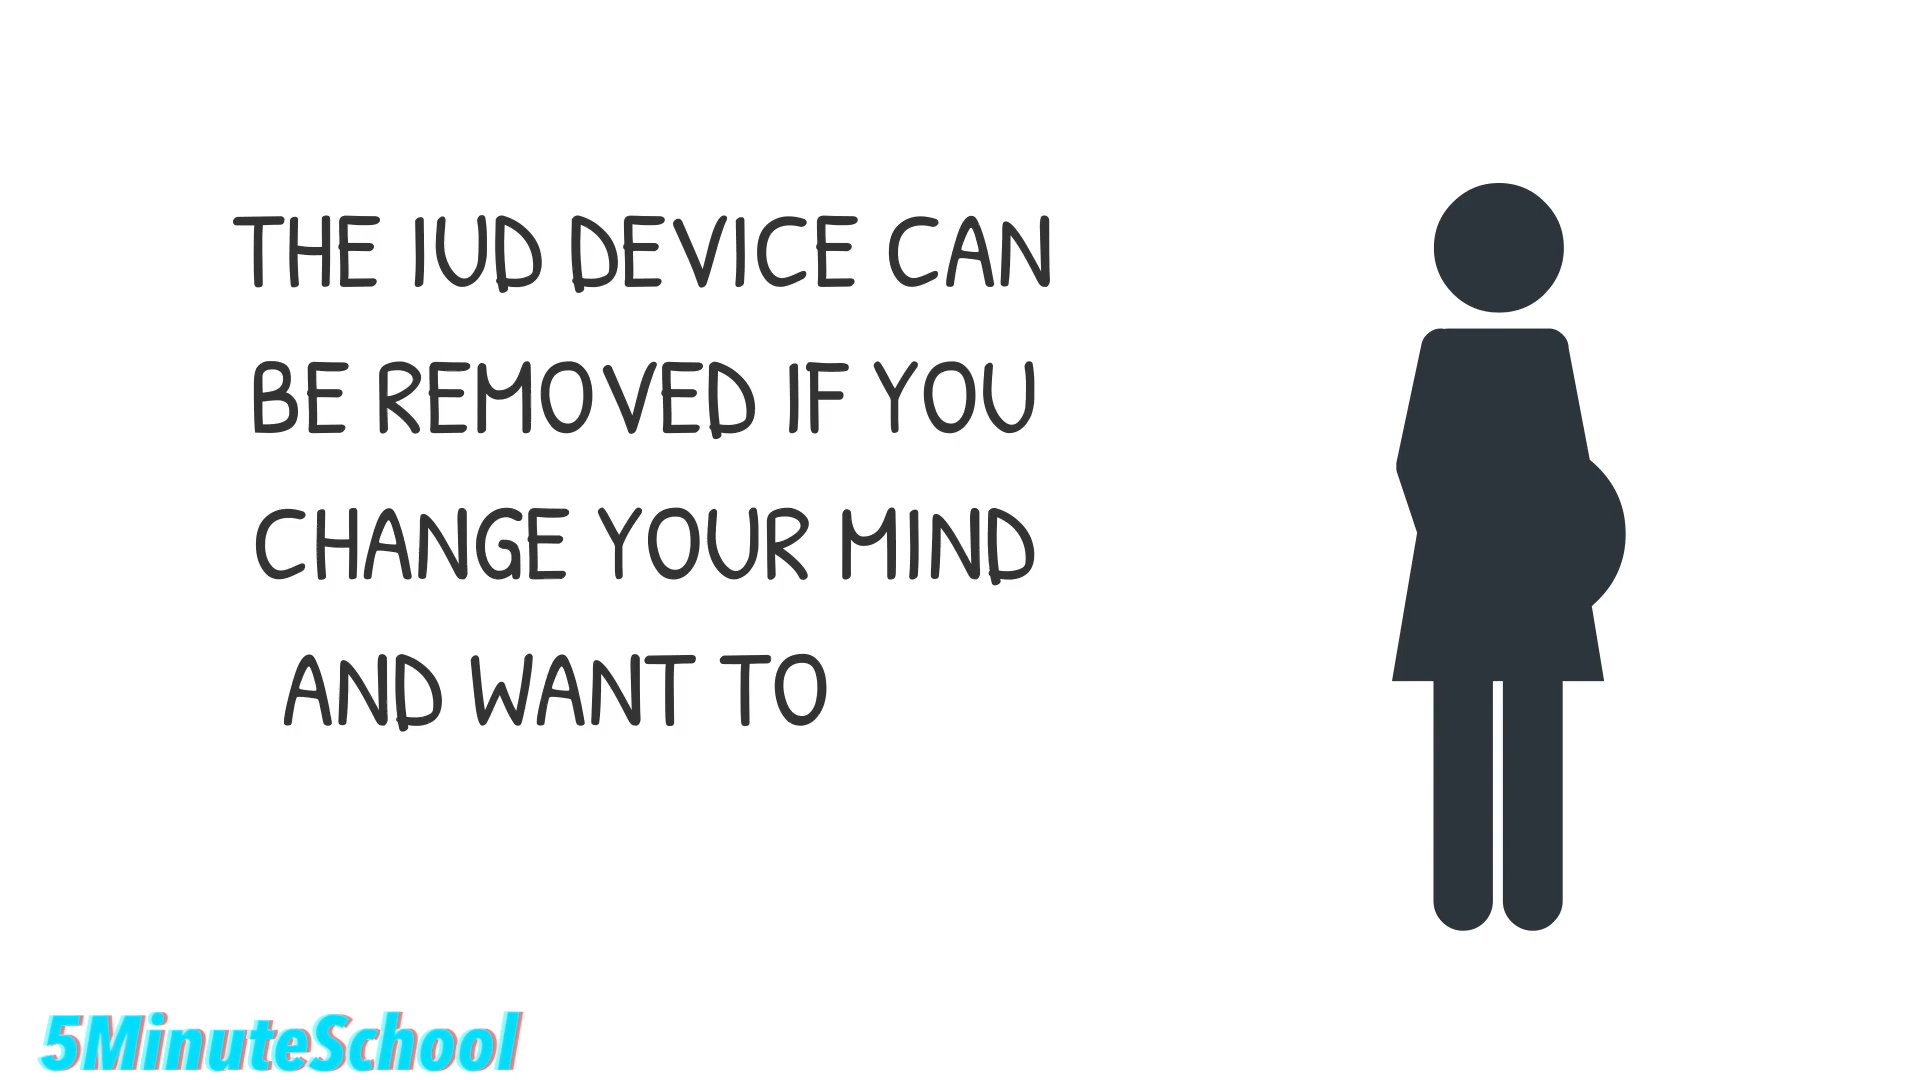 THE IUD DEVICE CAN
BE REMOVED IF YOU
CHANGE YOUR MIND
AND WANT TO
5MinuteSchool